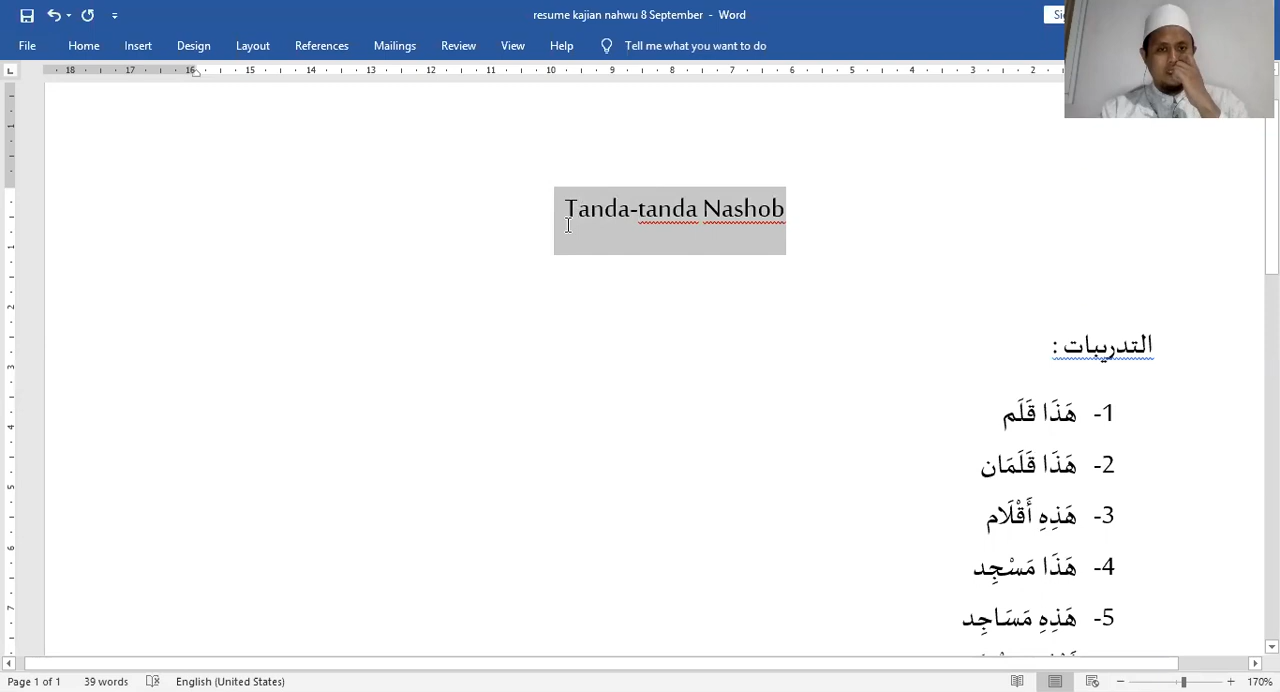 resume kajian nahwu 8 September - Word
File Home Insert Design Layout References Mailings Review View Help Tell me what you want to do
18 17 16 15 14 13 12 11 10 9 8 7 6 5 4 3 2 1
Tanda-tanda Nashob
التدريبات :
1- هَذَا قَلَم
2- هَذَا قَلَمَان
3- هَذِهِ أَقْلَام
4- هَذَا مَسْجِد
5- هَذِهِ مَسَاجِد
Page 1 of 1 39 words English (United States) 170%